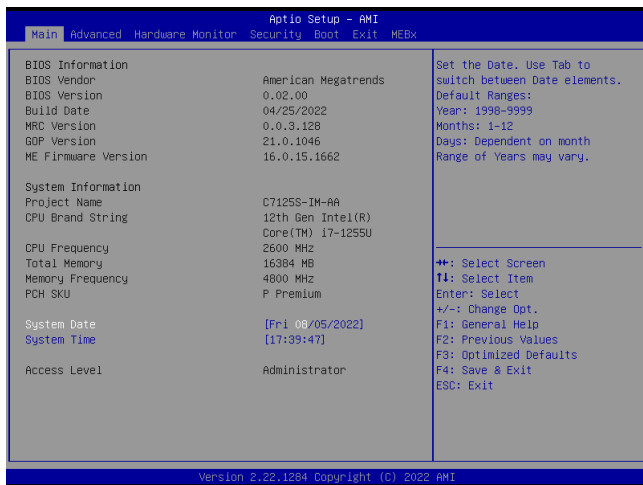 Aptio Setup - AMI
Main Advanced Hardware Monitor Security Boot Exit MEBx
BIOS Information
BIOS Vendor American Megatrends
BIOS Version 0.02.00
Build Date 04/25/2022
MRC Version 0.0.3.128
GOP Version 21.0.1046
ME Firmware Version 16.0.15.1662
System Information
Project Name C7125S-IM-AA
CPU Brand String 12th Gen Intel(R)
Core(TM) i7-1255U
CPU Frequency 2600 MHz
Total Memory 16384 MB
Memory Frequency 4800 MHz
PCH SKU P Premium
System Date [Fri 08/05/2022]
System Time [17:39:47]
Access Level Administrator
Set the Date. Use Tab to
switch between Date elements.
Default Ranges:
Year: 1998-9999
Months: 1-12
Days: Dependent on month
Range of Years may vary.
→←: Select Screen
↑↓: Select Item
Enter: Select
+/-: Change Opt.
F1: General Help
F2: Previous Values
F3: Optimized Defaults
F4: Save & Exit
ESC: Exit
Version 2.22.1284 Copyright (C) 2022 AMI